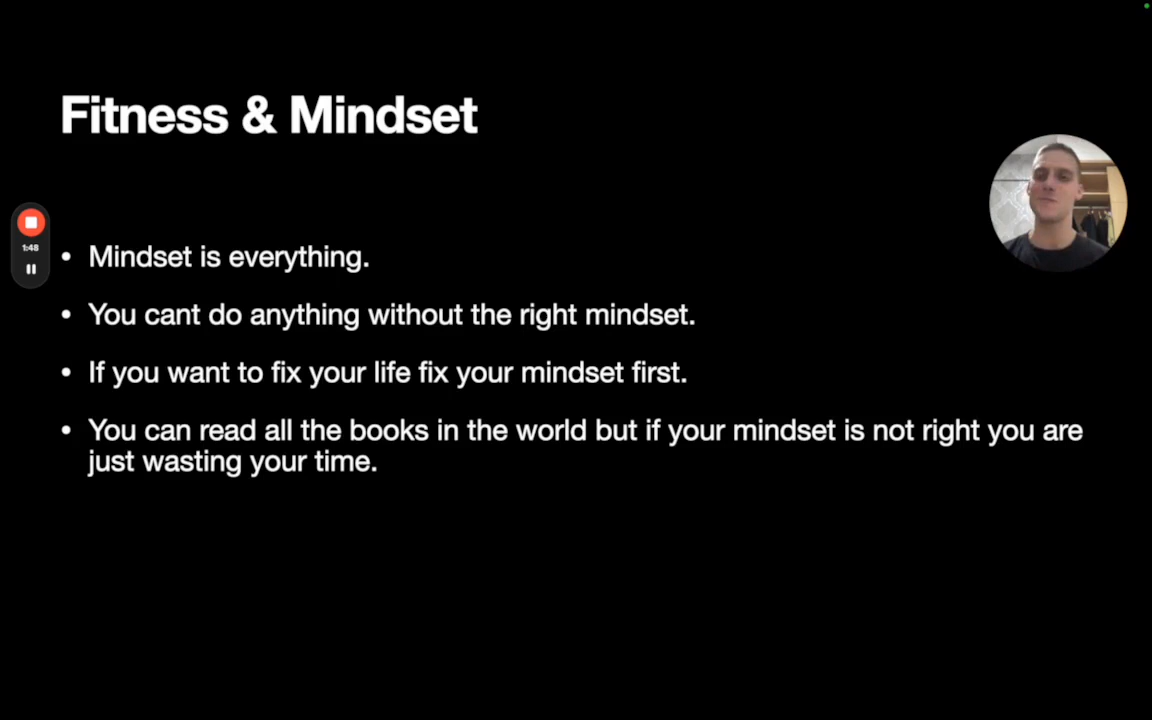 Fitness & Mindset
1:48
• Mindset is everything.
• You cant do anything without the right mindset.
• If you want to fix your life fix your mindset first.
• You can read all the books in the world but if your mindset is not right you are
just wasting your time.